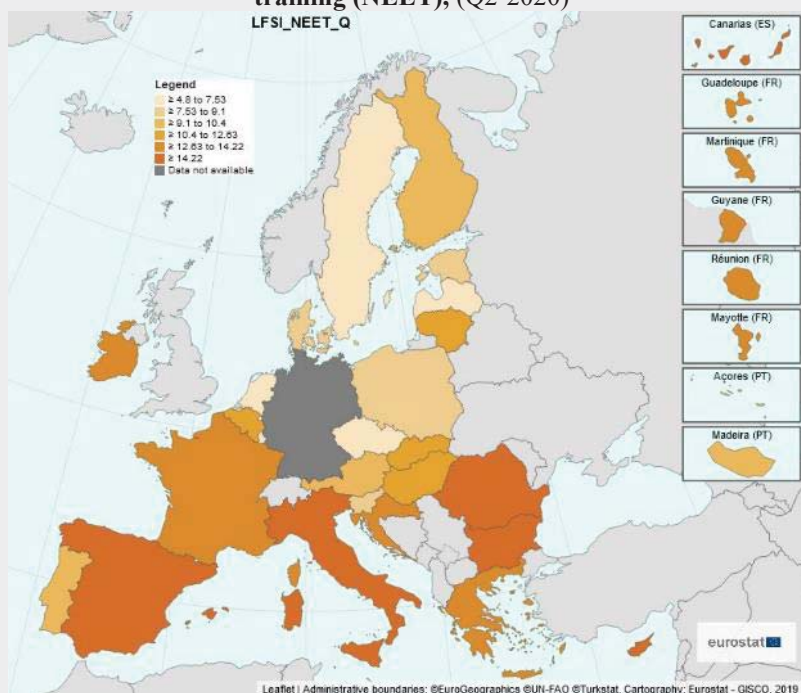 training (NEET), (Q2-2020)
LFSI_NEET_Q
Legend
≥ 4.8 to 7.53
≥ 7.53 to 9.1
≥ 9.1 to 10.4
≥ 10.4 to 12.63
≥ 12.63 to 14.22
≥ 14.22
Data not available
Canarias (ES)
Guadeloupe (FR)
Martinique (FR)
Guyane (FR)
Réunion (FR)
Mayotte (FR)
Açores (PT)
Madeira (PT)
eurostat
Leaflet | Administrative boundaries: ©EuroGeographics ©UN-FAO ©Turkstat, Cartography: Eurostat - GISCO, 2019